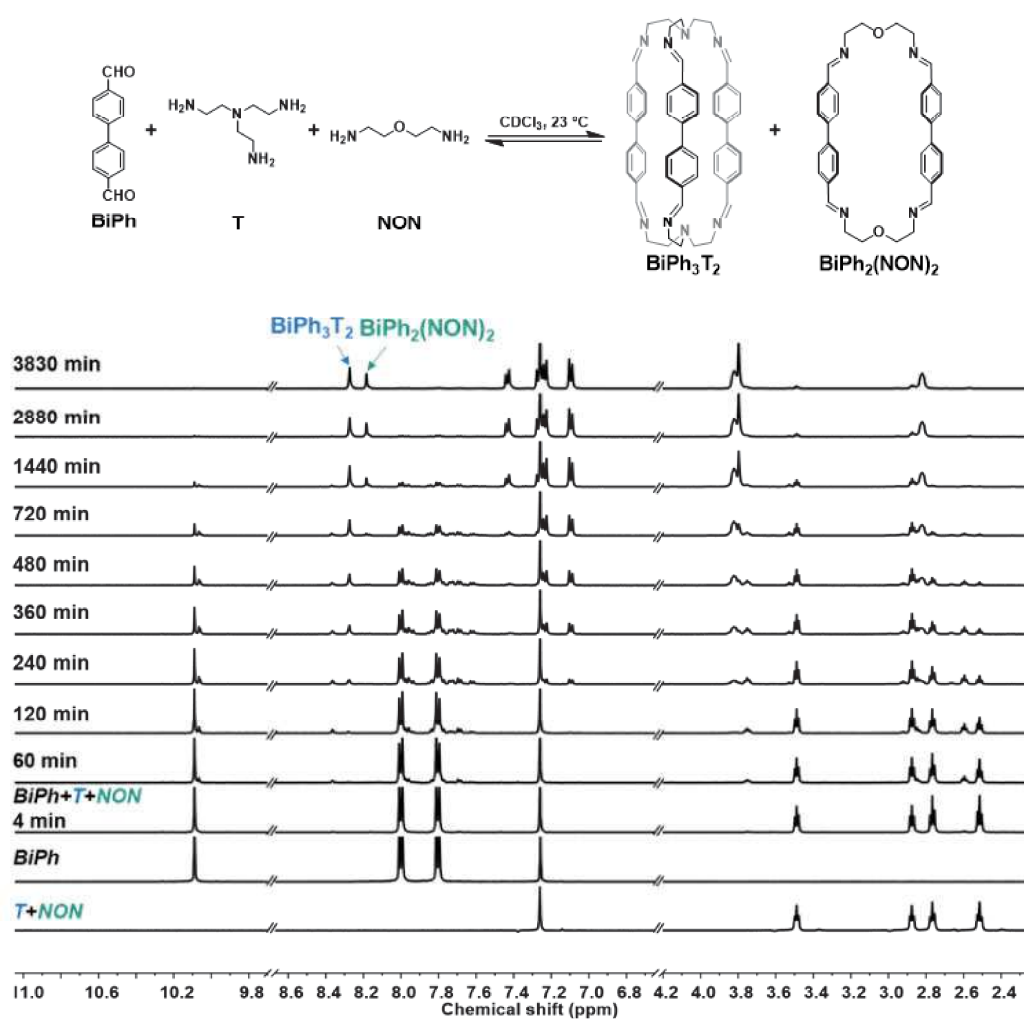 CHO
CHO
BiPh
+
H₂N
N
NH₂
NH₂
T
+
H₂N
O
NH₂
NON
CDCl₃, 23 °C
N
N
N
N
N
N
N
N
BiPh₃T₂
+
O
N
N
N
N
O
BiPh₂(NON)₂
BiPh₃T₂ BiPh₂(NON)₂
3830 min
2880 min
1440 min
720 min
480 min
360 min
240 min
120 min
60 min
BiPh+T+NON
4 min
BiPh
T+NON
11.0 10.6 10.2 9.8 8.6 8.4 8.2 8.0 7.8 7.6 7.4 7.2 7.0 6.8 4.2 4.0 3.8 3.6 3.4 3.2 3.0 2.8 2.6 2.4
Chemical shift (ppm)